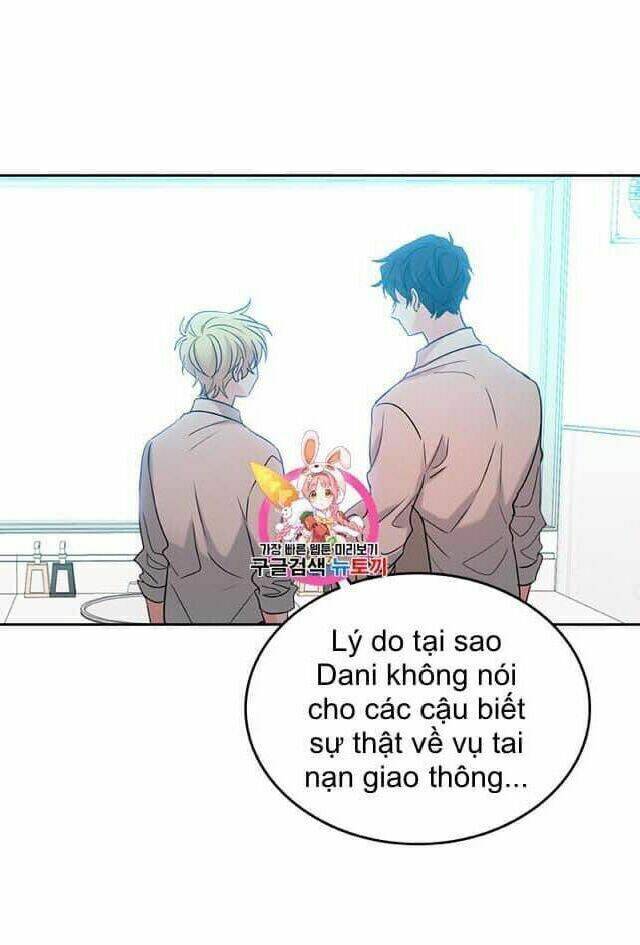 가장 빠른 웹툰 미리보기
구글검색 뉴토끼
Lý do tại sao
Dani không nói
cho các cậu biết
sự thật về vụ tai
nạn giao thông...